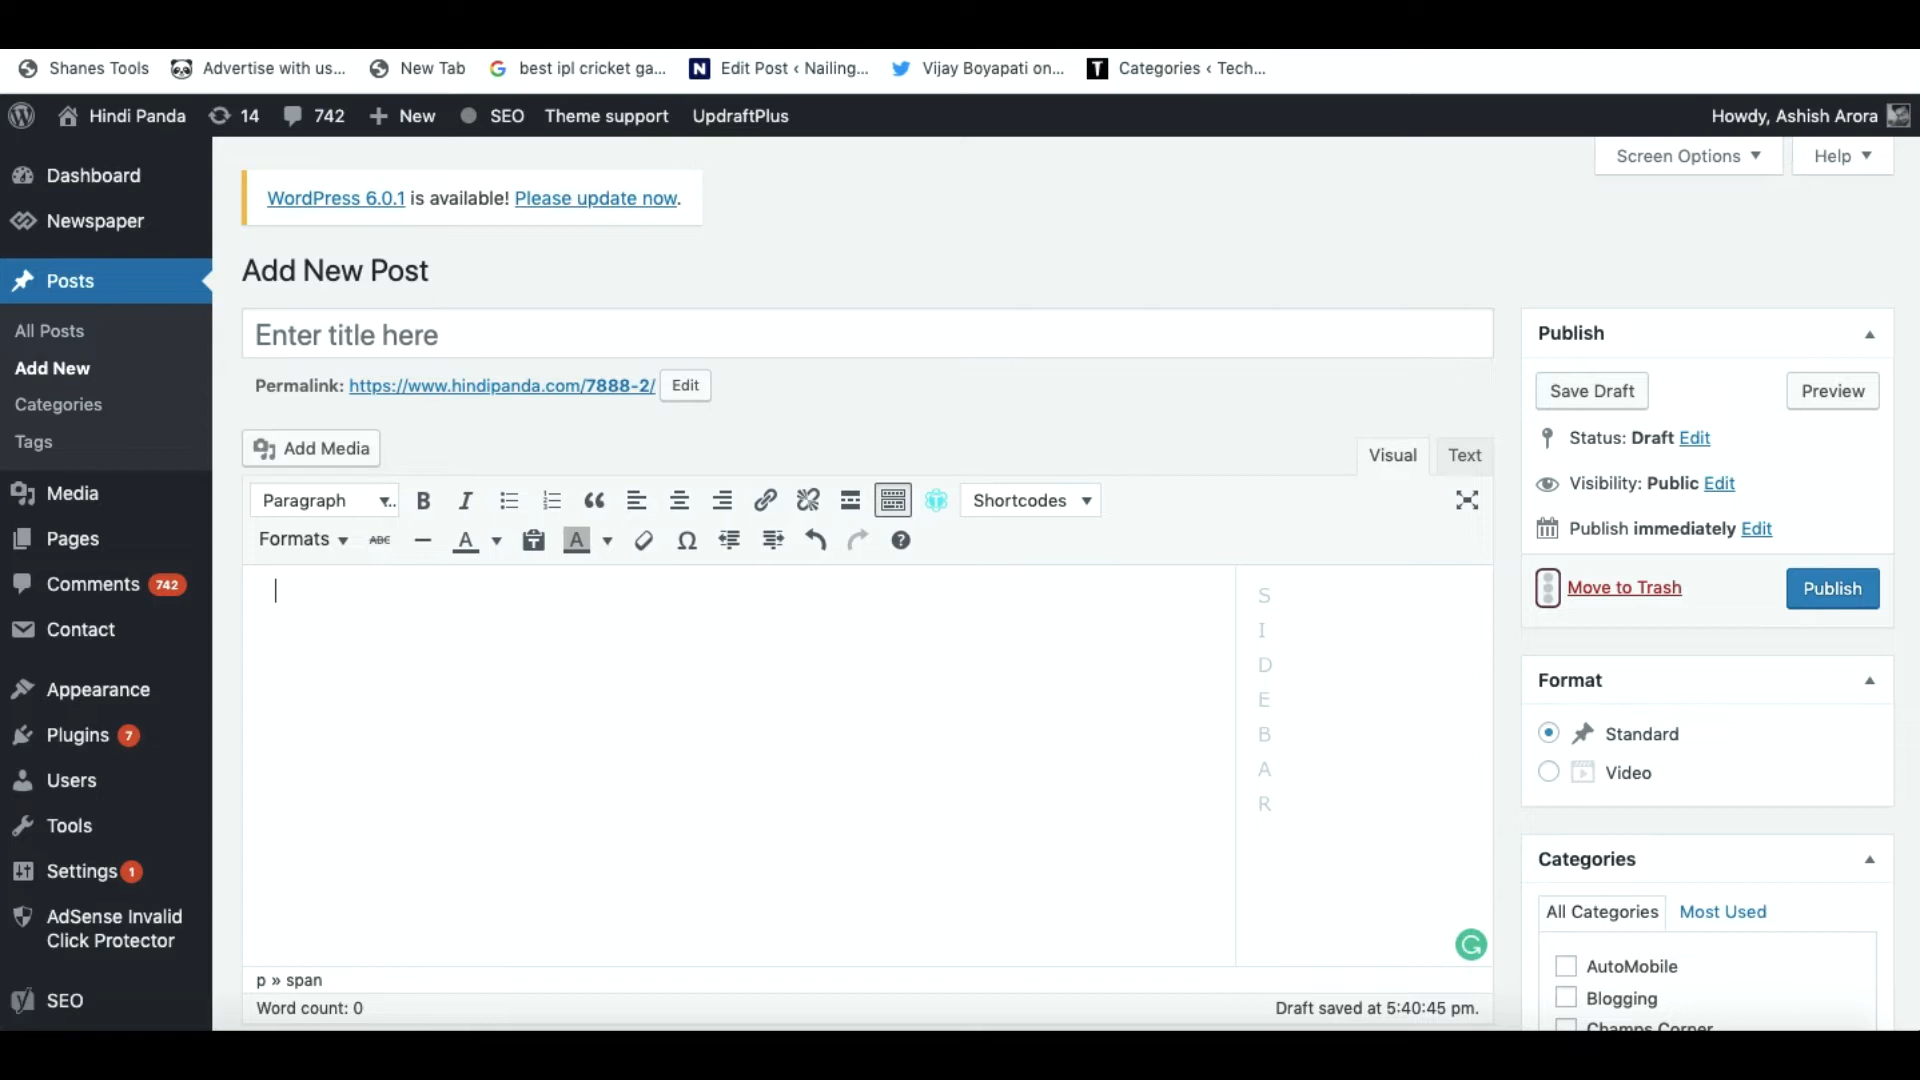 Shanes Tools Advertise with us... New Tab best ipl cricket ga... Edit Post ‹ Nailing... Vijay Boyapati on... Categories ‹ Tech...
Hindi Panda 14 742 New SEO Theme support UpdraftPlus Howdy, Ashish Arora
Screen Options Help
Dashboard
Newspaper
Posts
All Posts
Add New
Categories
Tags
Media
Pages
Comments 742
Contact
Appearance
Plugins 7
Users
Tools
Settings 1
AdSense Invalid
Click Protector
SEO
WordPress 6.0.1 is available! Please update now.
Add New Post
Enter title here
Permalink: https://www.hindipanda.com/7888-2/ Edit
Add Media
Visual Text
Paragraph B I Shortcodes
Formats ABC A A Ω
S
I
D
E
B
A
R
p » span
Word count: 0 Draft saved at 5:40:45 pm.
Publish
Save Draft Preview
Status: Draft Edit
Visibility: Public Edit
Publish immediately Edit
Move to Trash Publish
Format
Standard
Video
Categories
All Categories Most Used
AutoMobile
Blogging
Champs Corner